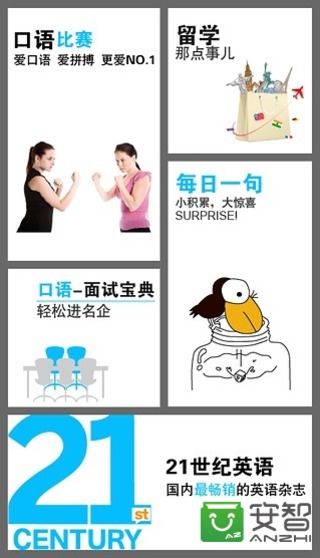 口语比赛
爱口语 爱拼搏 更爱NO.1
留学
那点事儿
每日一句
小积累，大惊喜
SURPRISE!
口语-面试宝典
轻松进名企
21st
CENTURY
21世纪英语
国内最畅销的英语杂志
AZ
安智
ANZHI